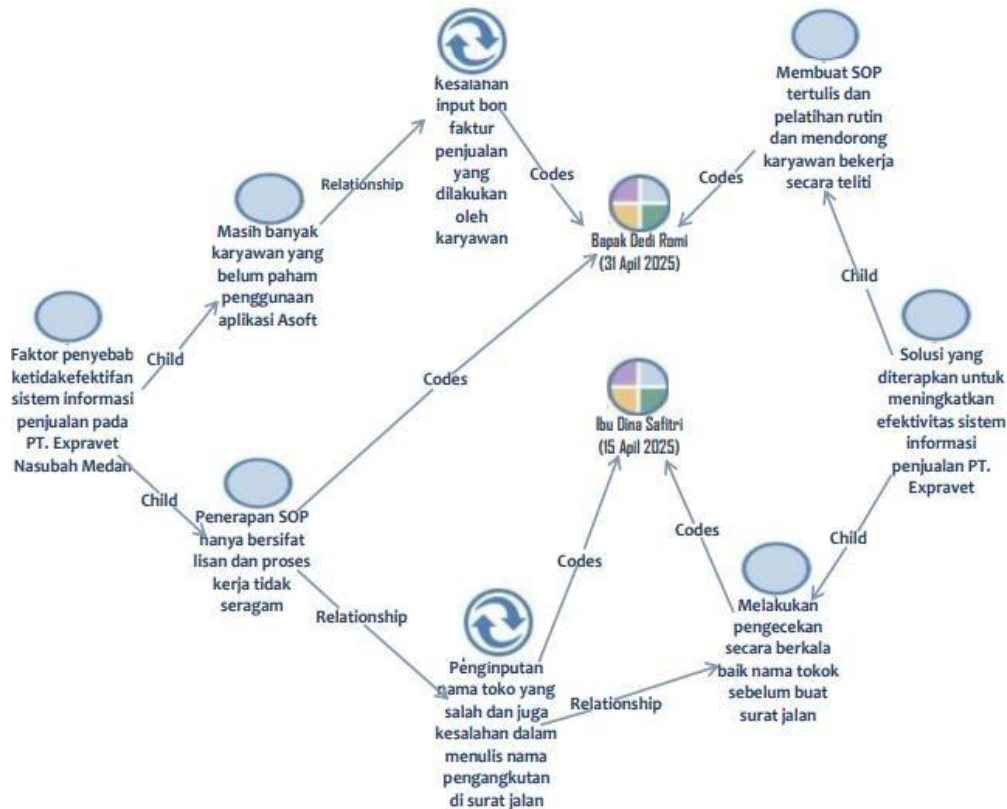 Kesalahan
input bon
faktur
penjualan
yang
dilakukan
oleh
karyawan
Membuat SOP
tertulis dan
pelatihan rutin
dan mendorong
karyawan bekerja
secara teliti
Relationship
Codes
Codes
Masih banyak
karyawan yang
belum paham
penggunaan
aplikasi Asoft
Bapak Dedi Romi
(31 Apil 2025)
Child
Child
Faktor penyebab
ketidakefektifan
sistem informasi
penjualan pada
PT. Expravet
Nasubah Medan
Codes
Solusi yang
diterapkan untuk
meningkatkan
efektivitas sistem
informasi
penjualan PT.
Expravet
Ibu Dina Safitri
(15 Apil 2025)
Child
Penerapan SOP
hanya bersifat
lisan dan proses
kerja tidak
seragam
Codes
Codes
Child
Relationship
Melakukan
pengecekan
secara berkala
baik nama tokok
sebelum buat
surat jalan
Penginputan
nama toko yang
salah dan juga
kesalahan dalam
menulis nama
pengangkutan
di surat jalan
Relationship